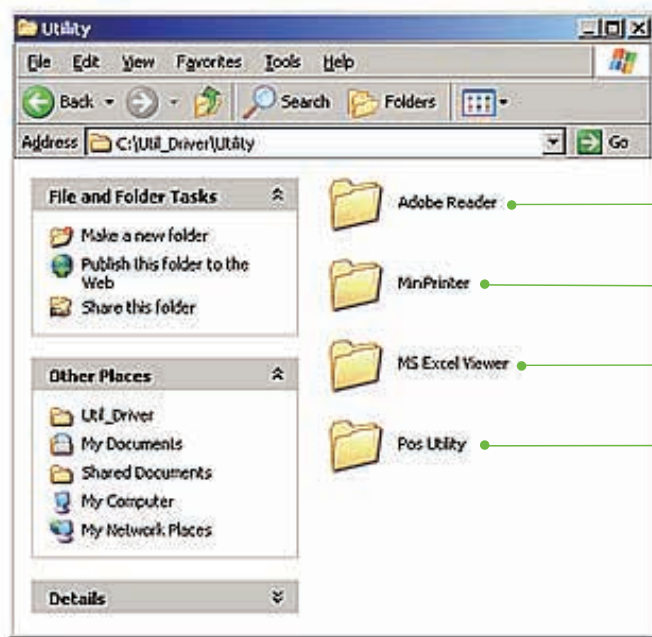 Utility
File Edit View Favorites Tools Help
Back Search Folders
Address C:\Util_Driver\Utility Go
File and Folder Tasks
Make a new folder
Publish this folder to the
Web
Share this folder
Other Places
Util_Driver
My Documents
Shared Documents
My Computer
My Network Places
Details
Adobe Reader
MiniPrinter
MS Excel Viewer
Pos Utility